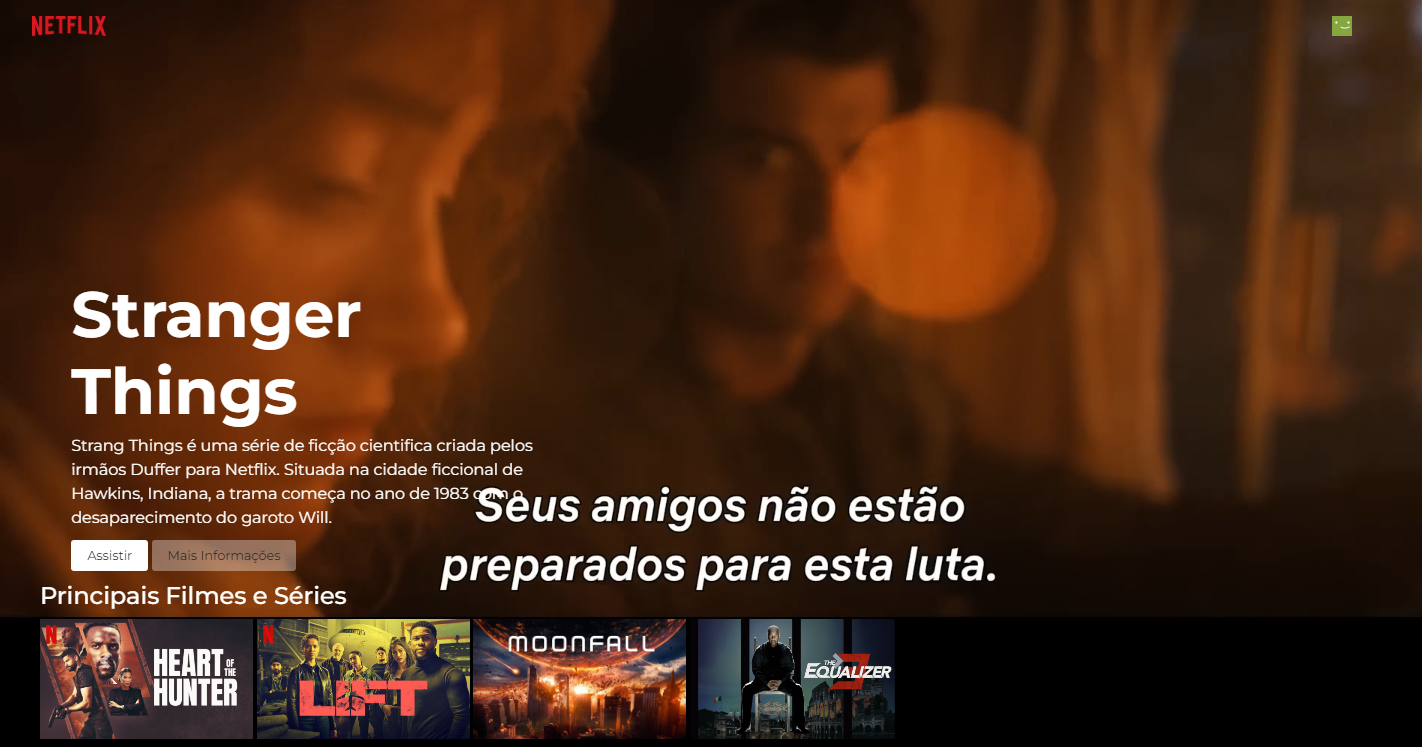 NETFLIX
Stranger
Things
Strang Things é uma série de ficção cientifica criada pelos
irmãos Duffer para Netflix. Situada na cidade ficcional de
Hawkins, Indiana, a trama começa no ano de 1983 com o
desaparecimento do garoto Will.
Seus amigos não estão
preparados para esta luta.
Assistir
Mais Informações
Principais Filmes e Séries
N
HEART OF THE HUNTER
N
LIFT
MOONFALL
THE EQUALIZER 3